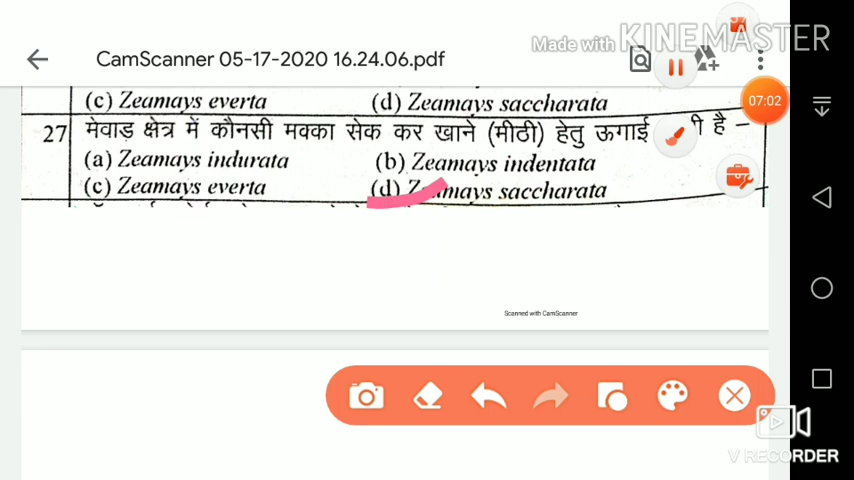 Made with KINEMASTER
CamScanner 05-17-2020 16.24.06.pdf
07:02
(c) Zeamays everta (d) Zeamays saccharata
27 मेवाड़ क्षेत्र में कौनसी मक्का सेक कर खाने (मीठी) हेतु ऊगाई है –
(a) Zeamays indurata (b) Zeamays indentata
(c) Zeamays everta (d) Zeamays saccharata
Scanned with CamScanner
V RECORDER